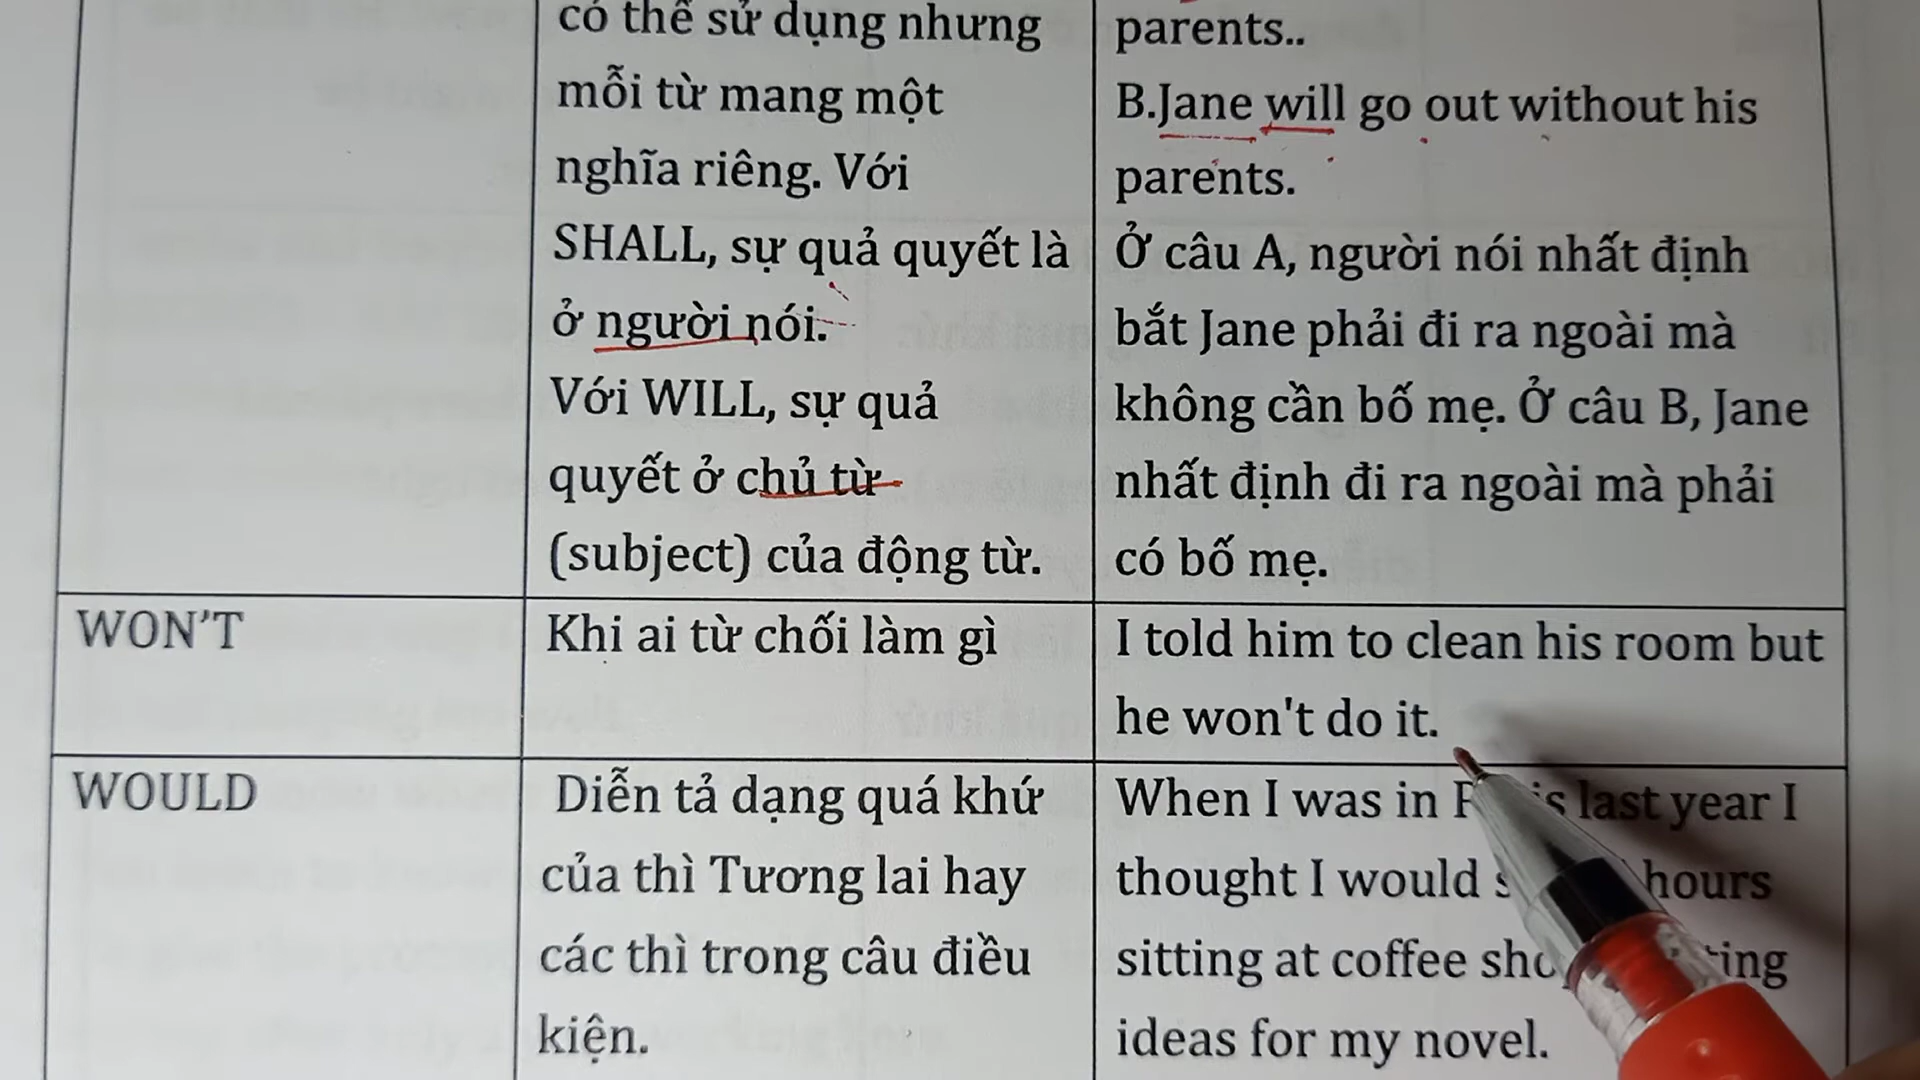 có thể sử dụng nhưng
mỗi từ mang một
nghĩa riêng. Với
SHALL, sự quả quyết là
ở người nói.
Với WILL, sự quả
quyết ở chủ từ
(subject) của động từ.
parents..
B.Jane will go out without his
parents.
Ở câu A, người nói nhất định
bắt Jane phải đi ra ngoài mà
không cần bố mẹ. Ở câu B, Jane
nhất định đi ra ngoài mà phải
có bố mẹ.
WON'T
Khi ai từ chối làm gì
I told him to clean his room but
he won't do it.
WOULD
Diễn tả dạng quá khứ
của thì Tương lai hay
các thì trong câu điều
kiện.
When I was in last year I
thought I would hours
sitting at coffee
ideas for my novel.